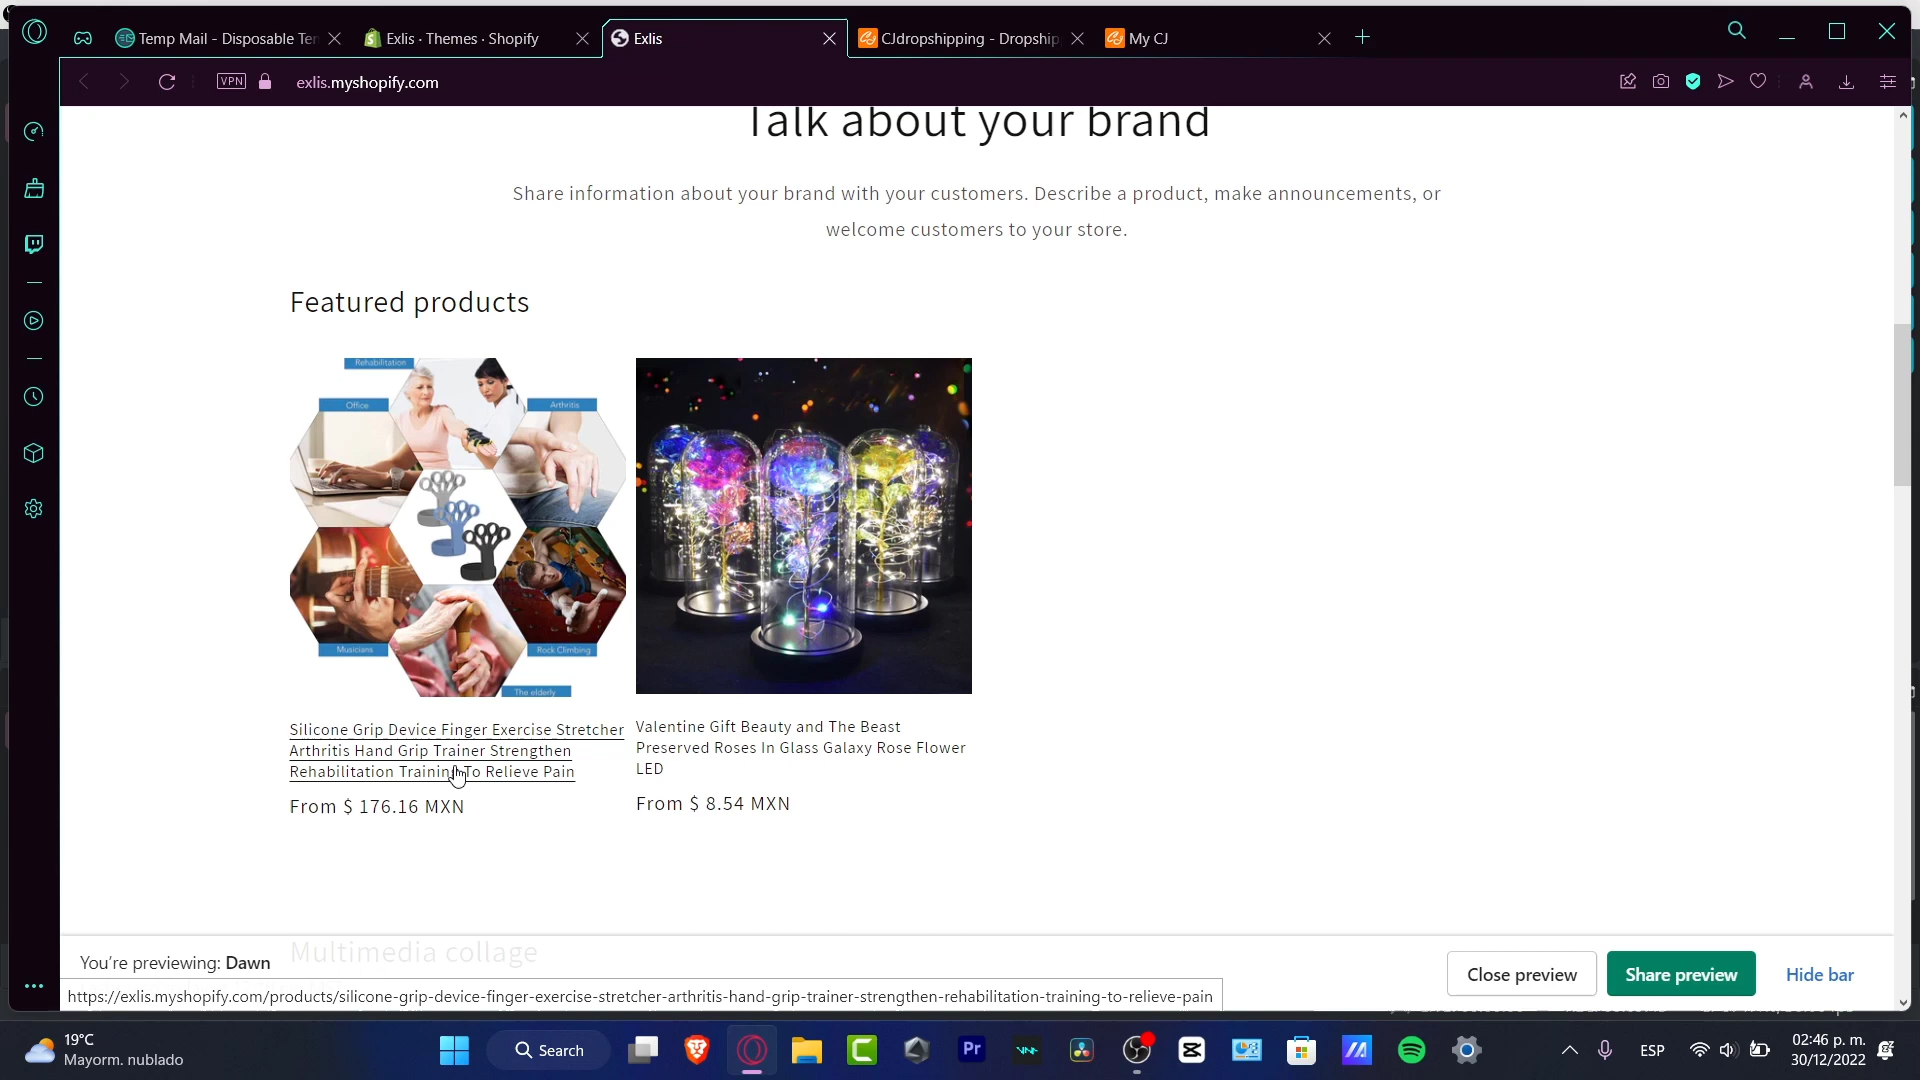 Temp Mail - Disposable Ter
Exlis · Themes · Shopify
Exlis
CJdropshipping - Dropship
My CJ
VPN
exlis.myshopify.com
Talk about your brand
Share information about your brand with your customers. Describe a product, make announcements, or
welcome customers to your store.
Featured products
Rehabilitation
Office
Arthritis
Musicians
Rock Climbing
The elderly
Silicone Grip Device Finger Exercise Stretcher
Arthritis Hand Grip Trainer Strengthen
Rehabilitation Training To Relieve Pain
From $ 176.16 MXN
Valentine Gift Beauty and The Beast
Preserved Roses In Glass Galaxy Rose Flower
LED
From $ 8.54 MXN
Multimedia collage
You're previewing: Dawn
Close preview
Share preview
Hide bar
https://exlis.myshopify.com/products/silicone-grip-device-finger-exercise-stretcher-arthritis-hand-grip-trainer-strengthen-rehabilitation-training-to-relieve-pain
19°C
Mayorm. nublado
Search
Pr
ESP
02:46 p. m.
30/12/2022